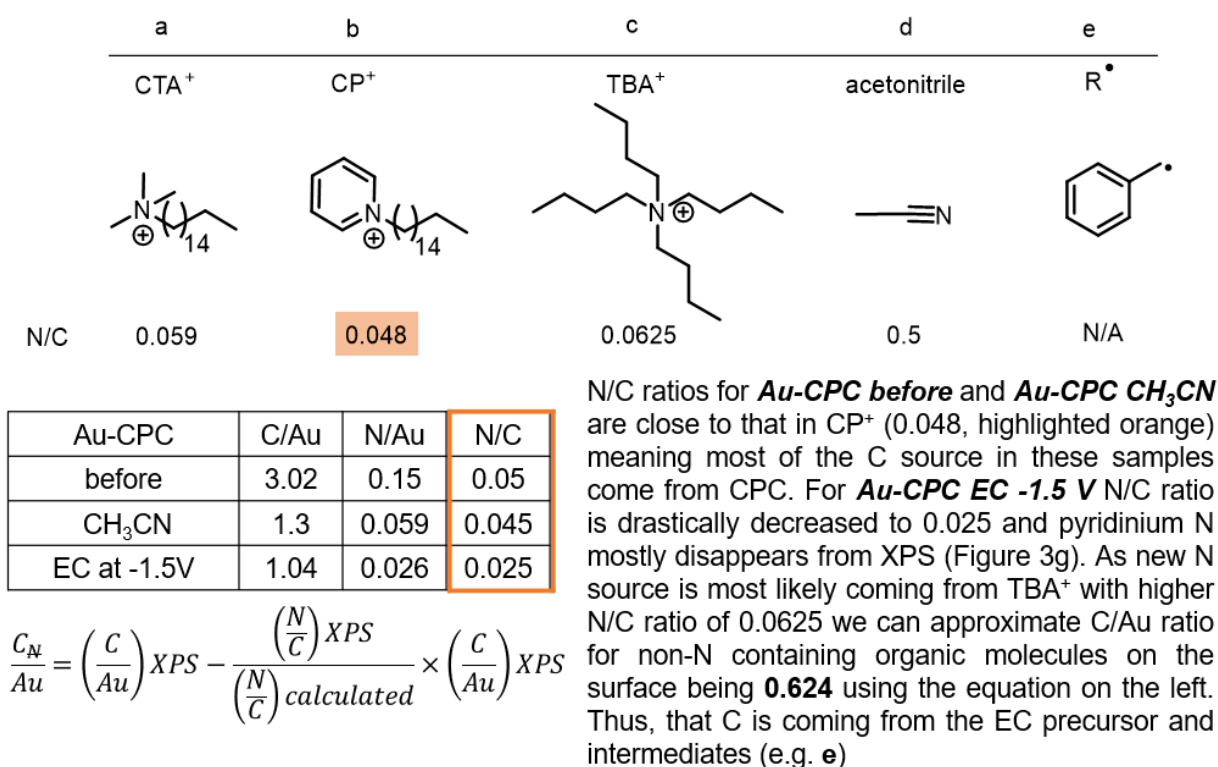 a b c d e
CTA⁺ CP⁺ TBA⁺ acetonitrile R•
N ⊕ ( )14 N ⊕ ( )14 N ⊕ N
N/C 0.059 0.048 0.0625 0.5 N/A
Au-CPC C/Au N/Au N/C
before 3.02 0.15 0.05
CH₃CN 1.3 0.059 0.045
EC at -1.5V 1.04 0.026 0.025
C_N̶/Au = (C/Au) XPS − ((N/C) XPS / (N/C) calculated) × (C/Au) XPS
N/C ratios for Au-CPC before and Au-CPC CH₃CN
are close to that in CP⁺ (0.048, highlighted orange)
meaning most of the C source in these samples
come from CPC. For Au-CPC EC -1.5 V N/C ratio
is drastically decreased to 0.025 and pyridinium N
mostly disappears from XPS (Figure 3g). As new N
source is most likely coming from TBA⁺ with higher
N/C ratio of 0.0625 we can approximate C/Au ratio
for non-N containing organic molecules on the
surface being 0.624 using the equation on the left.
Thus, that C is coming from the EC precursor and
intermediates (e.g. e)